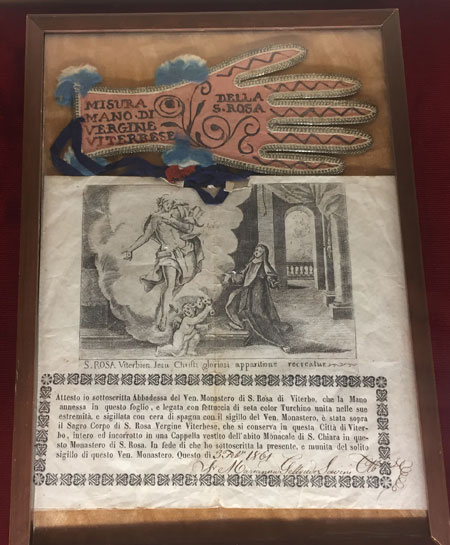 MISURA DELLA
MANO DI S. ROSA
VERGINE
VITERBESE
S. ROSA Viterbien Jesu Christi gloriosi apparitione recreatur
Attesto io sottoscritta Abbadessa del Ven. Monastero di S. Rosa di Viterbo, che la Mano
annessa in questo foglio, e legata con fettuccia di seta color Turchino unita nelle sue
estremità, e sigillata con cera di spagna con il sigillo del Ven. Monastero, è stata sopra
il Sagro Corpo di S. Rosa Vergine Viterbese, che si conserva in questa Città di Viter-
bo, intero ed incorrotto in una Cappella vestito dell'abito Monacale di S. Chiara in que-
sto Monastero di S. Rosa. In fede di che ho sottoscritta la presente, e munita del solito
sigillo di questo Ven. Monastero. Questo dì